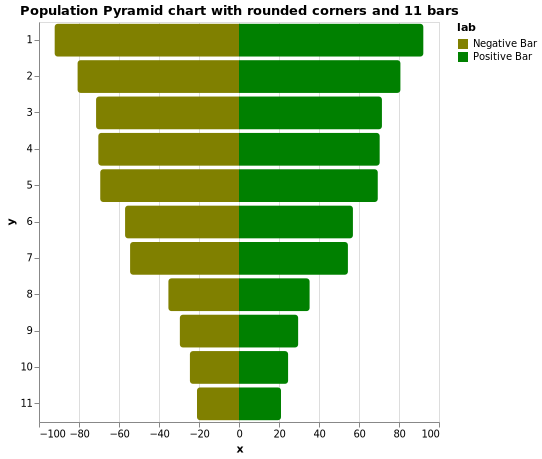 Population Pyramid chart with rounded corners and 11 bars
lab
Negative Bar
Positive Bar
1
2
3
4
5
6
7
8
9
10
11
y
−100 −80 −60 −40 −20 0 20 40 60 80 100
x